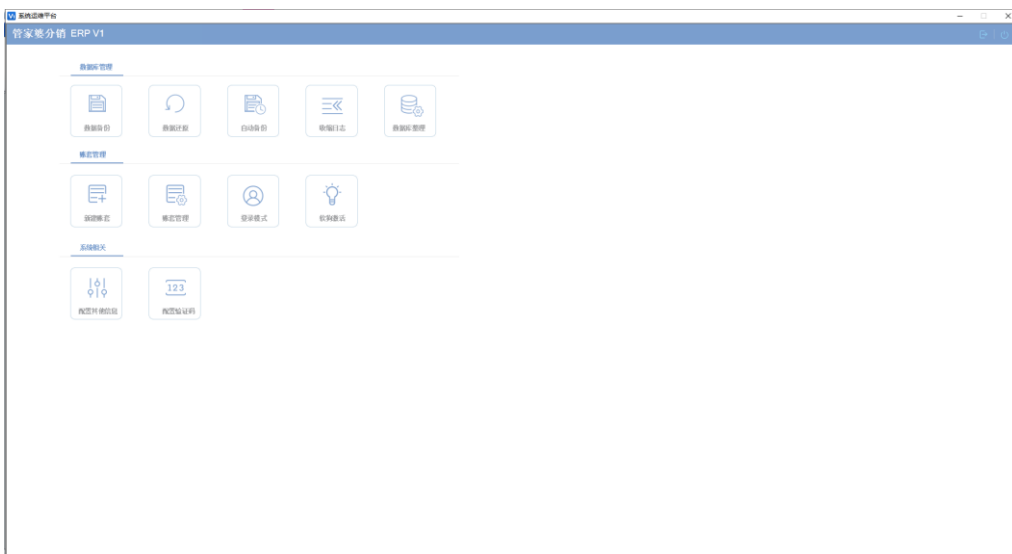 系统运维平台
管家婆分销 ERP V1
数据库管理
数据备份
数据还原
自动备份
收缩日志
数据库整理
账套管理
新建账套
账套管理
登录模式
软狗激活
系统相关
配置其他信息
123
配置验证码